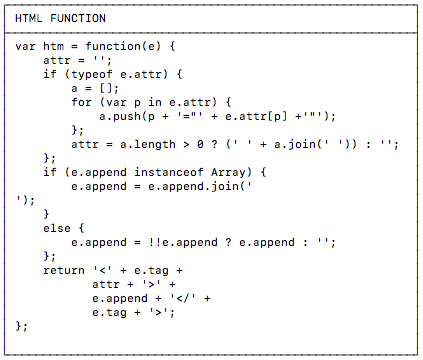 HTML FUNCTION
var htm = function(e) {
    attr = '';
    if (typeof e.attr) {
        a = [];
        for (var p in e.attr) {
            a.push(p + '="' + e.attr[p] +'"');
        };
        attr = a.length > 0 ? (' ' + a.join(' ')) : '';
    };
    if (e.append instanceof Array) {
        e.append = e.append.join('
');
    }
    else {
        e.append = !!e.append ? e.append : '';
    };
    return '<' + e.tag +
           attr + '>' +
           e.append + '</' +
           e.tag + '>';
};